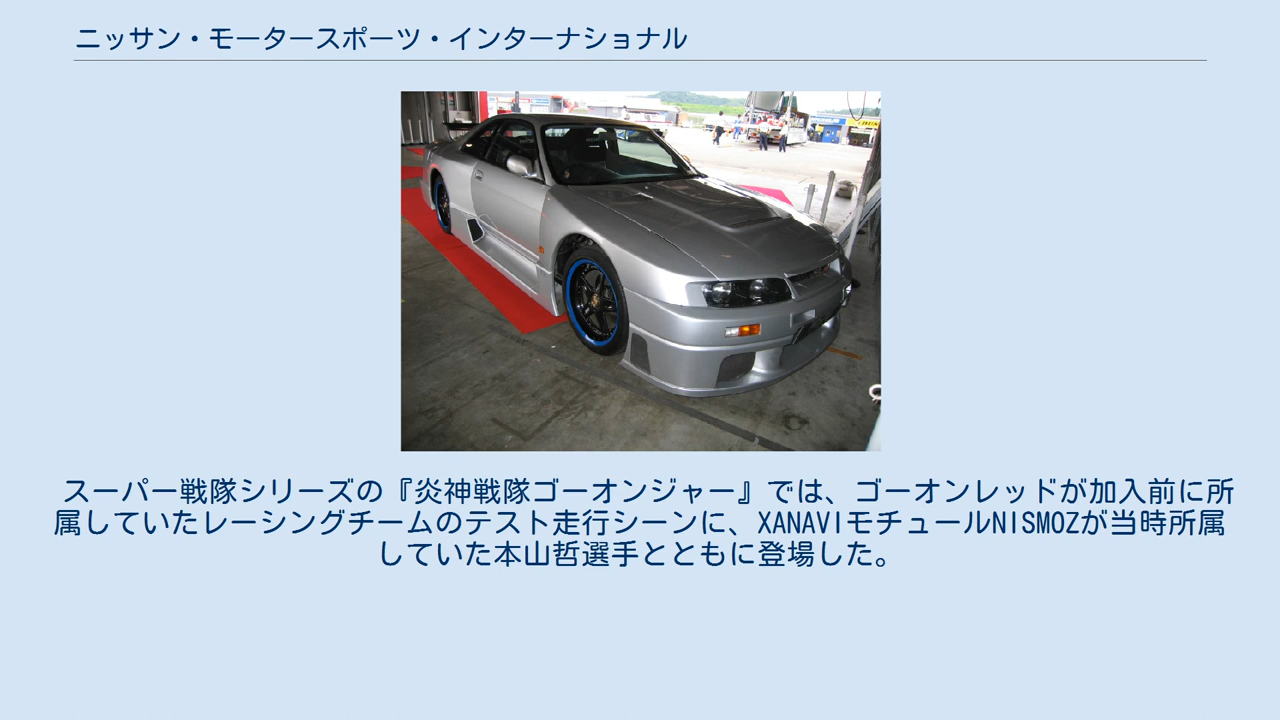 ニッサン・モータースポーツ・インターナショナル
スーパー戦隊シリーズの『炎神戦隊ゴーオンジャー』では、ゴーオンレッドが加入前に所
属していたレーシングチームのテスト走行シーンに、XANAVIモチュールNISMOZが当時所属
していた本山哲選手とともに登場した。